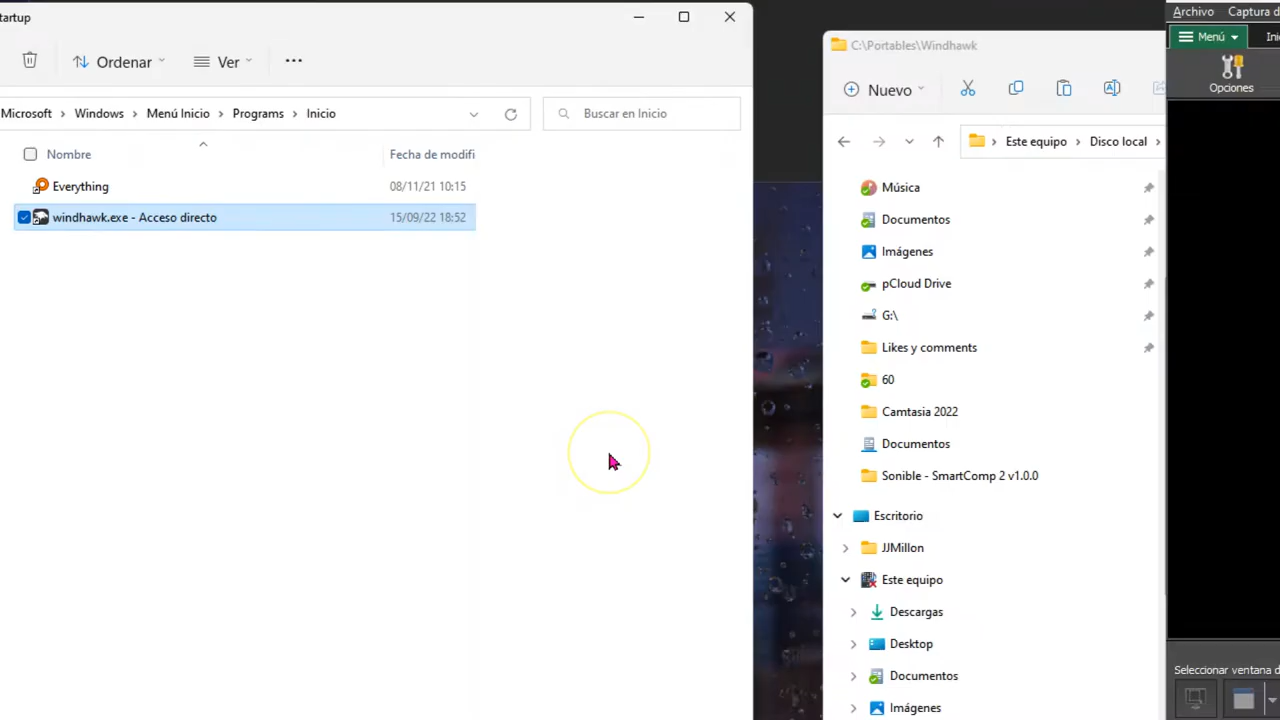 tartup
Ordenar
Ver
Microsoft > Windows > Menú Inicio > Programs > Inicio
Buscar en Inicio
Nombre
Fecha de modifi
Everything
08/11/21 10:15
windhawk.exe - Acceso directo
15/09/22 18:52
C:\Portables\Windhawk
Nuevo
Este equipo > Disco local >
Música
Documentos
Imágenes
pCloud Drive
G:\
Likes y comments
60
Camtasia 2022
Documentos
Sonible - SmartComp 2 v1.0.0
Escritorio
JJMillon
Este equipo
Descargas
Desktop
Documentos
Imágenes
Archivo Captura d
Menú
Ini
Opciones
Seleccionar ventana d